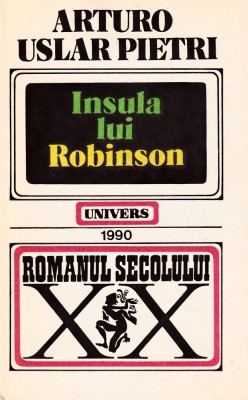 ARTURO
USLAR PIETRI
Insula
lui
Robinson
UNIVERS
1990
ROMANUL SECOLULUI
XX